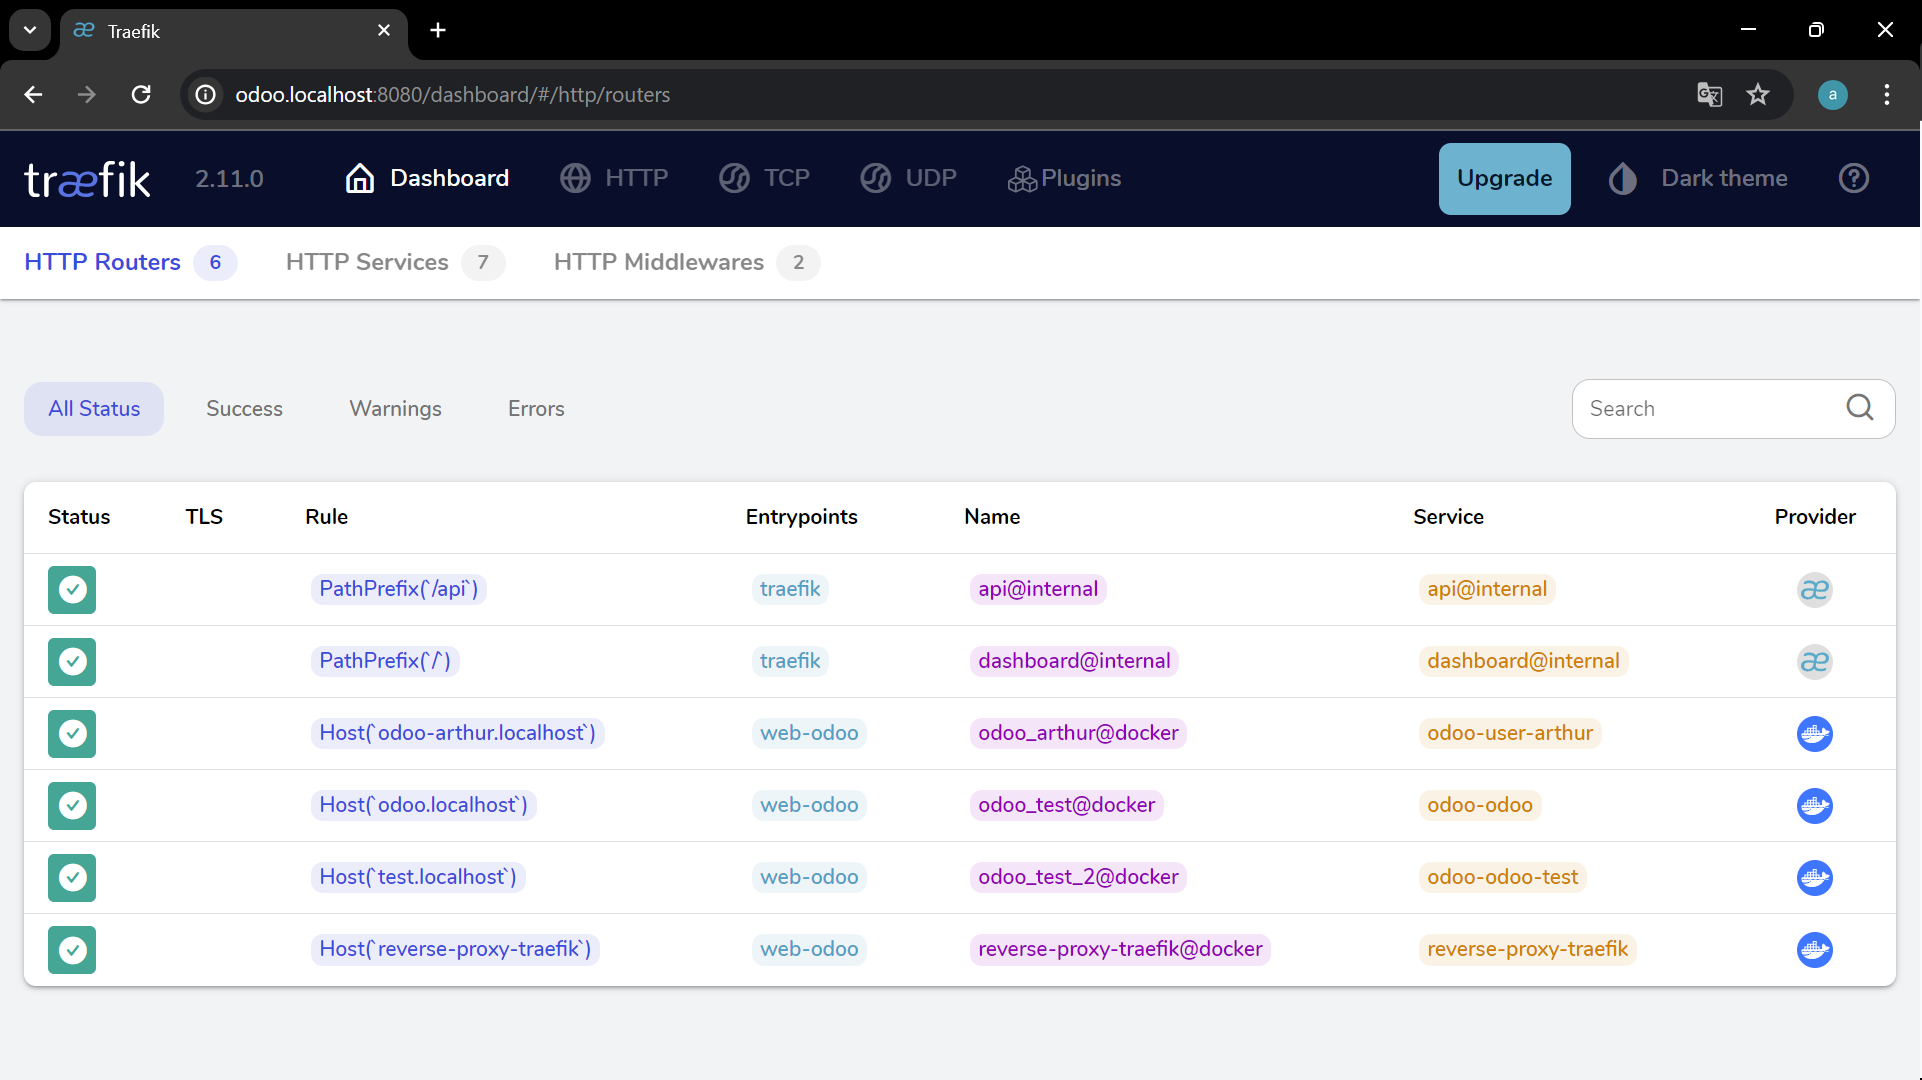 Traefik
odoo.localhost:8080/dashboard/#/http/routers
a
træfik 2.11.0 Dashboard HTTP TCP UDP Plugins Upgrade Dark theme
HTTP Routers 6 HTTP Services 7 HTTP Middlewares 2
All Status Success Warnings Errors Search
Status TLS Rule Entrypoints Name Service Provider
PathPrefix(`/api`) traefik api@internal api@internal
PathPrefix(`/`) traefik dashboard@internal dashboard@internal
Host(`odoo-arthur.localhost`) web-odoo odoo_arthur@docker odoo-user-arthur
Host(`odoo.localhost`) web-odoo odoo_test@docker odoo-odoo
Host(`test.localhost`) web-odoo odoo_test_2@docker odoo-odoo-test
Host(`reverse-proxy-traefik`) web-odoo reverse-proxy-traefik@docker reverse-proxy-traefik